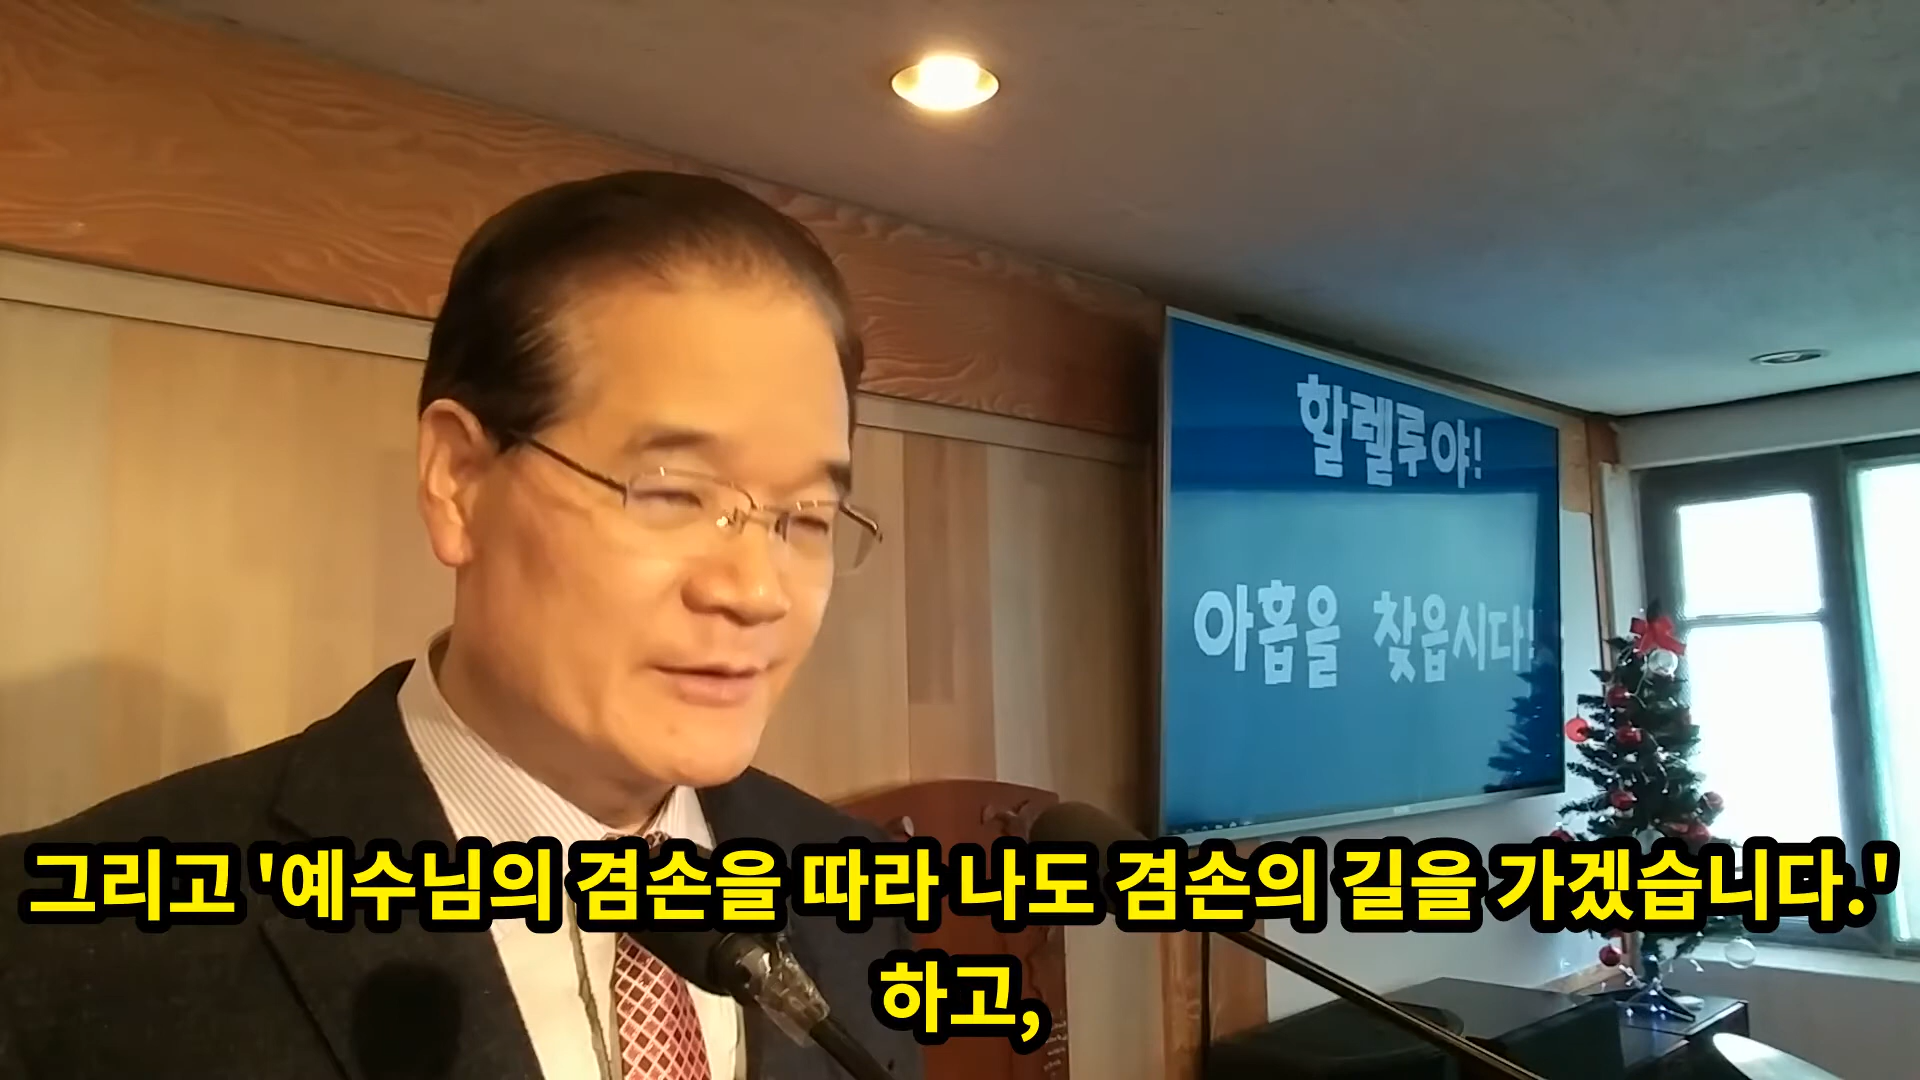 할렐루야!
아홉을 찾읍시다!
그리고 '예수님의 겸손을 따라 나도 겸손의 길을 가겠습니다.'
하고,